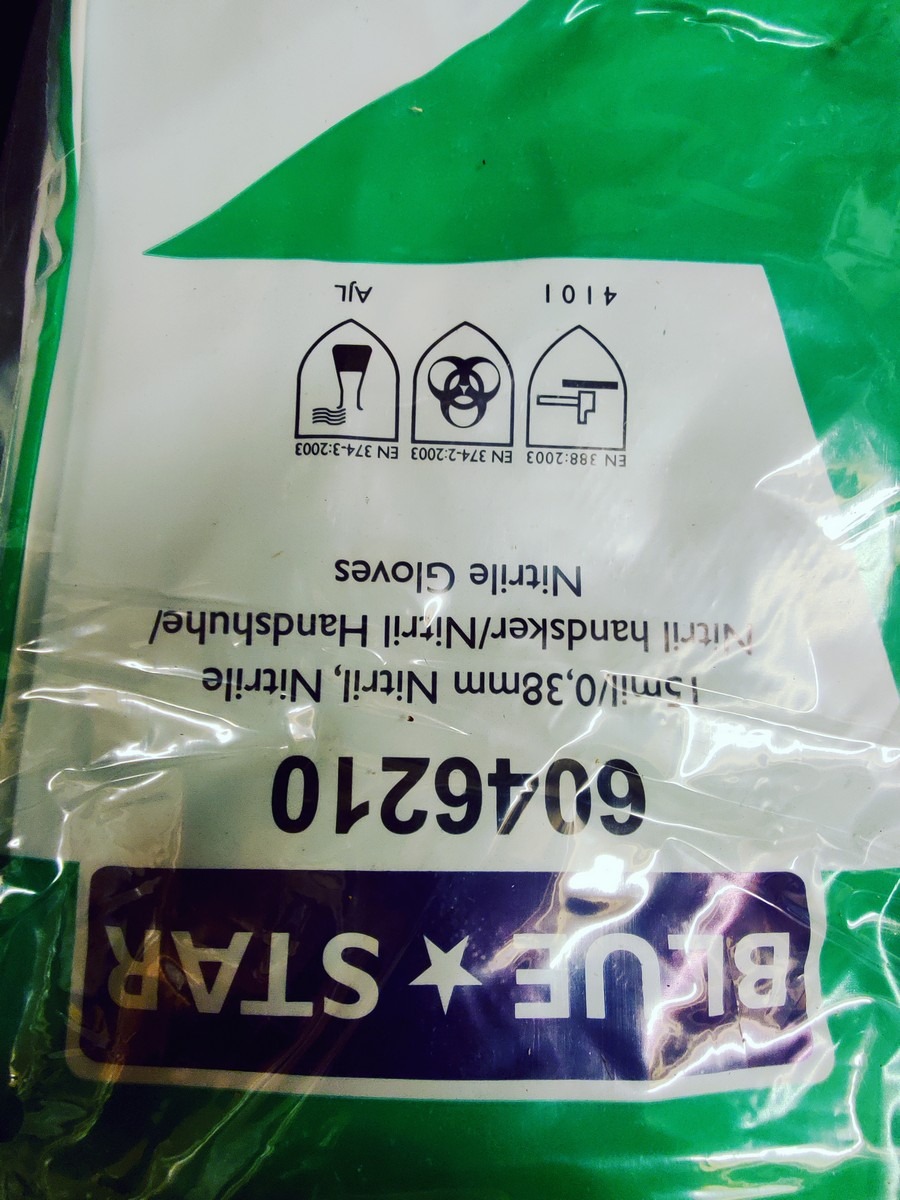 BLUE ★ STAR
6046210
15mil/0,38mm Nitril, Nitrile
Nitril handsker/Nitril Handshuhe/
Nitrile Gloves
EN 388:2003 EN 374-2:2003 EN 374-3:2003
4101 AJL